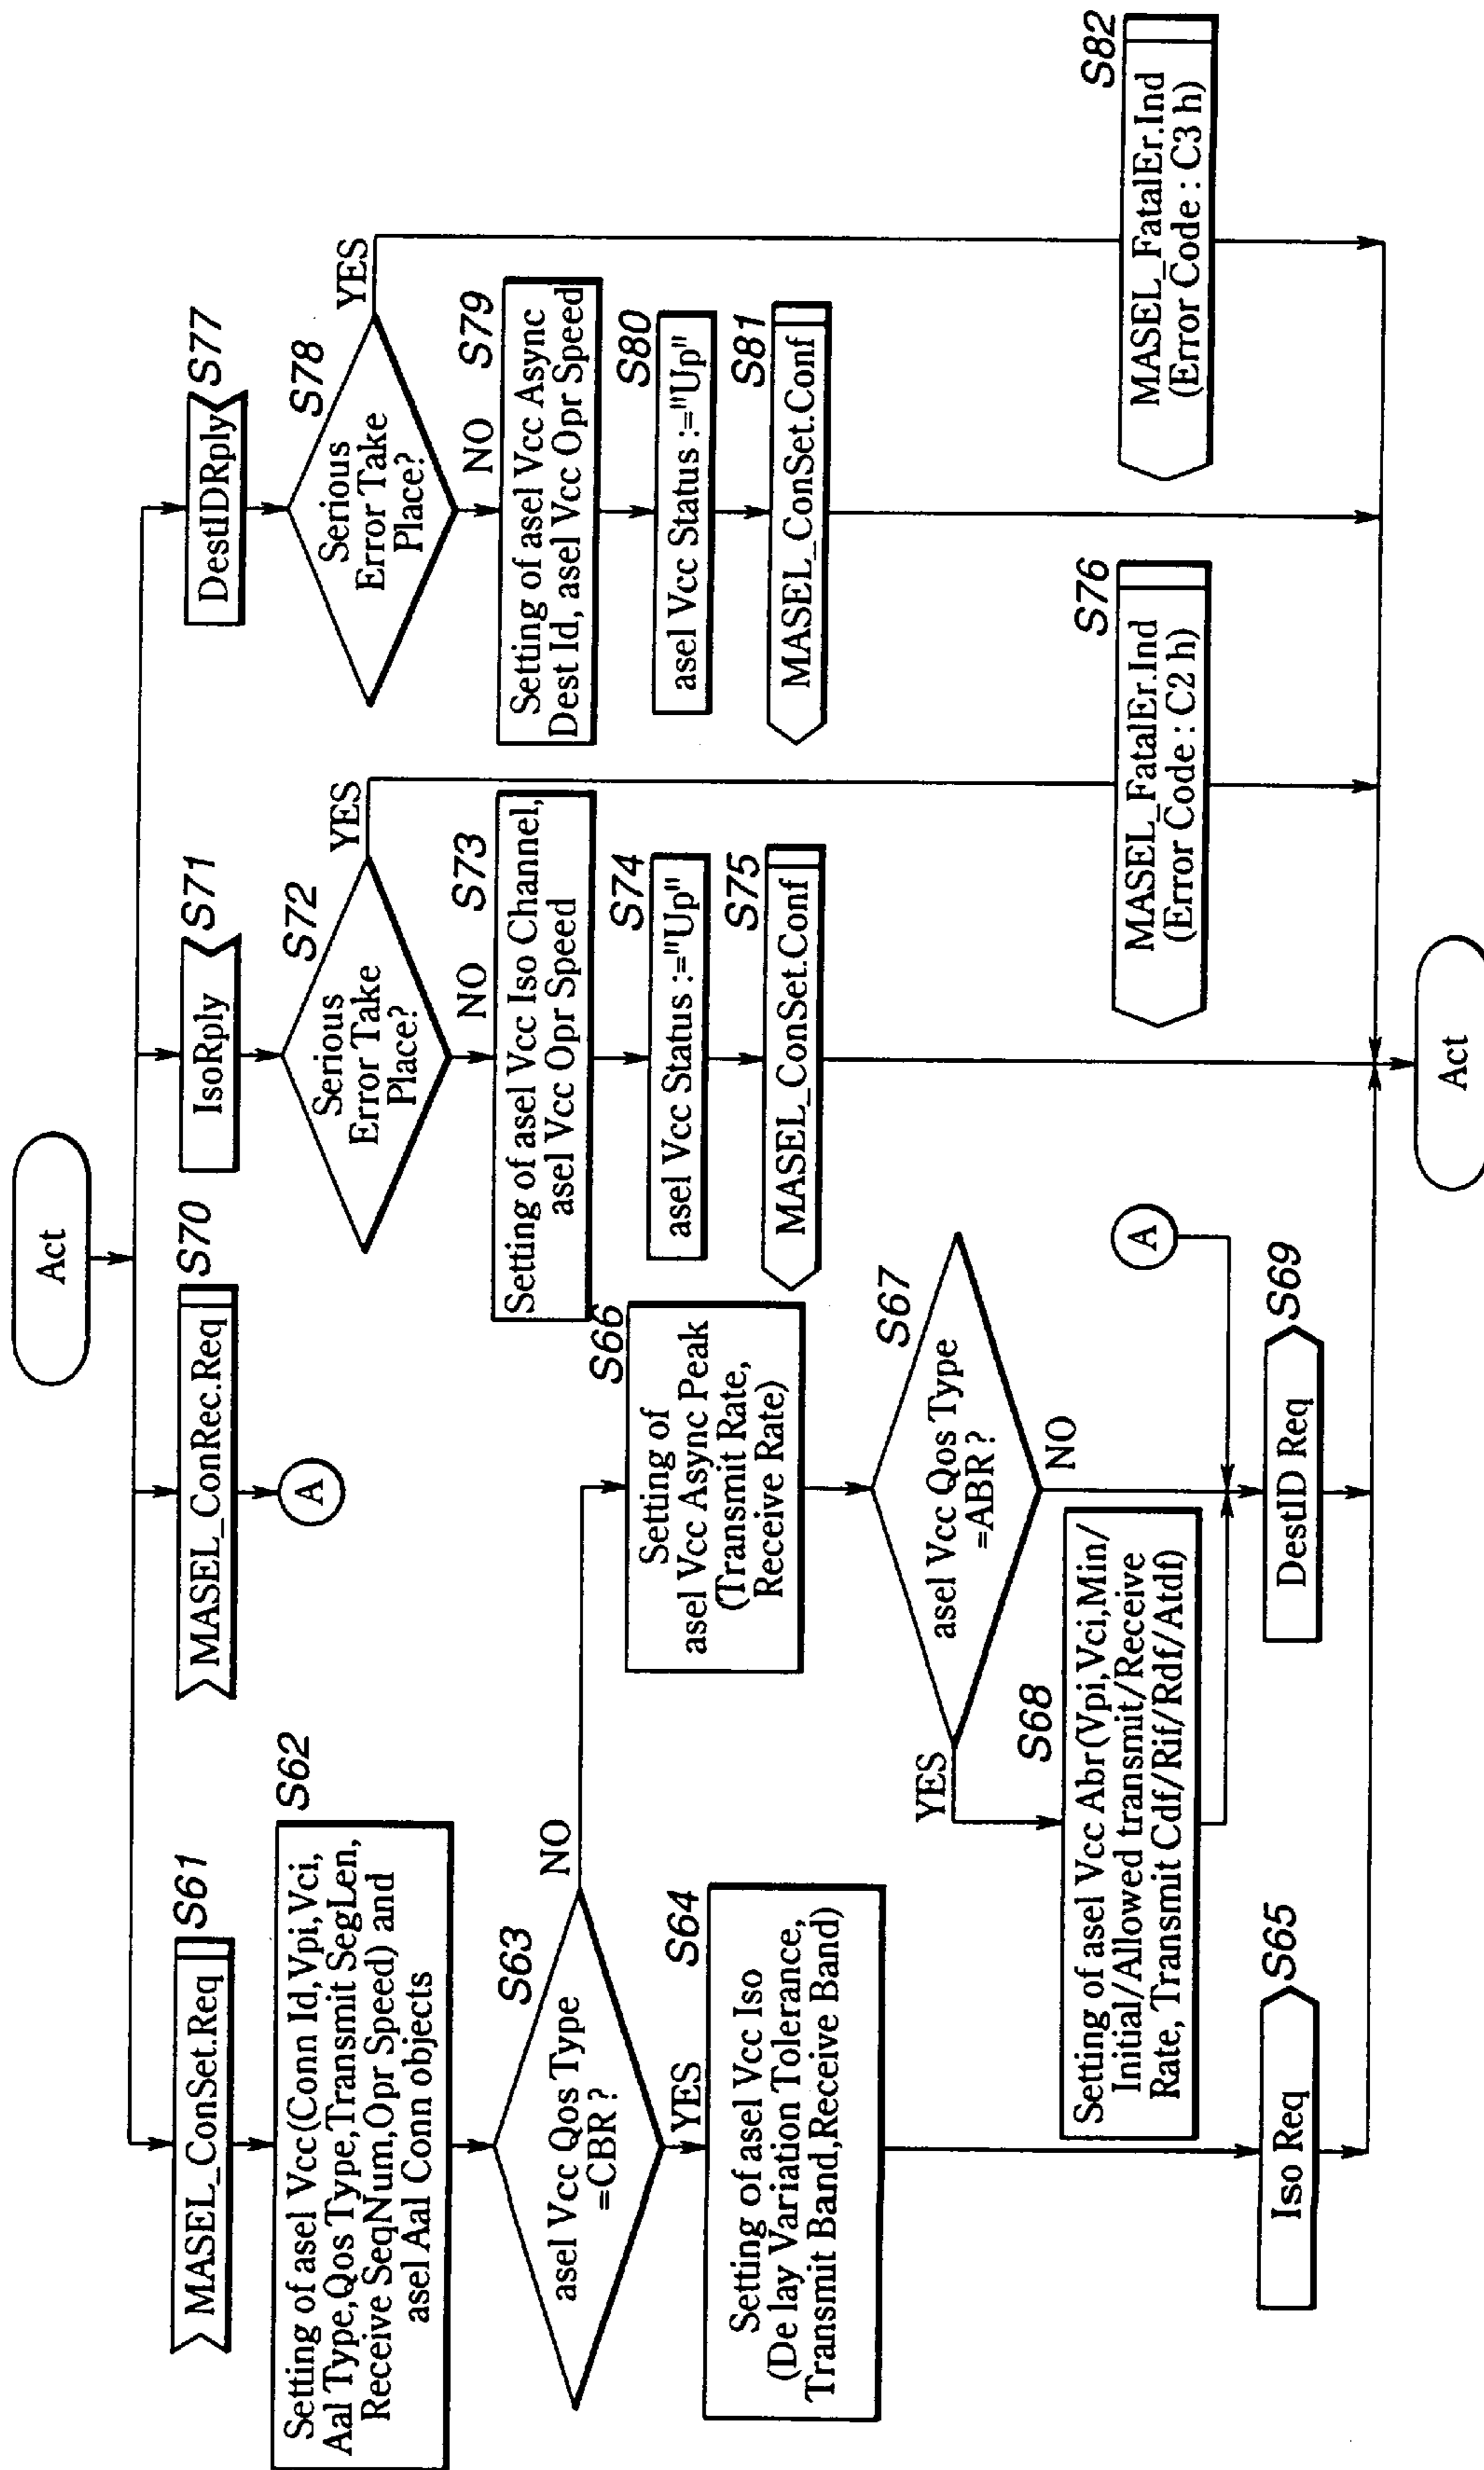 Act
MASEL_ConSet.Req
S61
Setting of asel Vcc(Conn Id,Vpi,Vci,
Aal Type,Qos Type,Transmit SegLen,
Receive SeqNum,Opr Speed) and
asel Aal Conn objects
S62
asel Vcc Qos Type
=CBR ?
S63
YES
NO
Setting of asel Vcc Iso
(De lay Variation Tolerance,
Transmit Band,Receive Band)
S64
Iso Req
S65
Setting of
asel Vcc Async Peak
(Transmit Rate,
Receive Rate)
S66
asel Vcc Qos Type
=ABR ?
S67
YES
NO
Setting of asel Vcc Abr(Vpi,Vci,Min/
Initial/Allowed transmit/Receive
Rate, Transmit Cdf/Rif/Rdf/Atdf)
S68
A
DestID Req
S69
MASEL_ConRec.Req
S70
A
IsoRply
S71
Serious
Error Take
Place?
S72
YES
NO
Setting of asel Vcc Iso Channel,
asel Vcc Opr Speed
S73
asel Vcc Status :="Up"
S74
MASEL_ConSet.Conf
S75
MASEL_FatalEr.Ind
(Error Code : C2 h)
S76
DestIDRply
S77
Serious
Error Take
Place?
S78
YES
NO
Setting of asel Vcc Async
Dest Id, asel Vcc Opr Speed
S79
asel Vcc Status :="Up"
S80
MASEL_ConSet.Conf
S81
MASEL_FatalEr.Ind
(Error Code : C3 h)
S82
Act